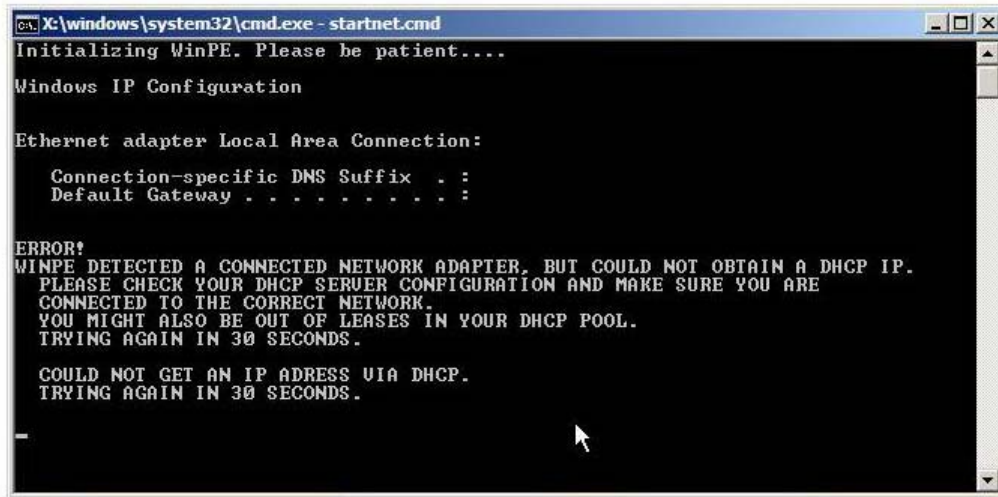 X:\windows\system32\cmd.exe - startnet.cmd
Initializing WinPE. Please be patient....
Windows IP Configuration
Ethernet adapter Local Area Connection:
Connection-specific DNS Suffix  . :
Default Gateway . . . . . . . . . :
ERROR!
WINPE DETECTED A CONNECTED NETWORK ADAPTER, BUT COULD NOT OBTAIN A DHCP IP.
PLEASE CHECK YOUR DHCP SERVER CONFIGURATION AND MAKE SURE YOU ARE
CONNECTED TO THE CORRECT NETWORK.
YOU MIGHT ALSO BE OUT OF LEASES IN YOUR DHCP POOL.
TRYING AGAIN IN 30 SECONDS.
COULD NOT GET AN IP ADRESS VIA DHCP.
TRYING AGAIN IN 30 SECONDS.